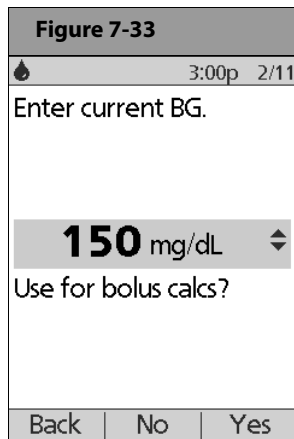 Figure 7-33
3:00p 2/11
Enter current BG.
150 mg/dL
Use for bolus calcs?
Back | No | Yes